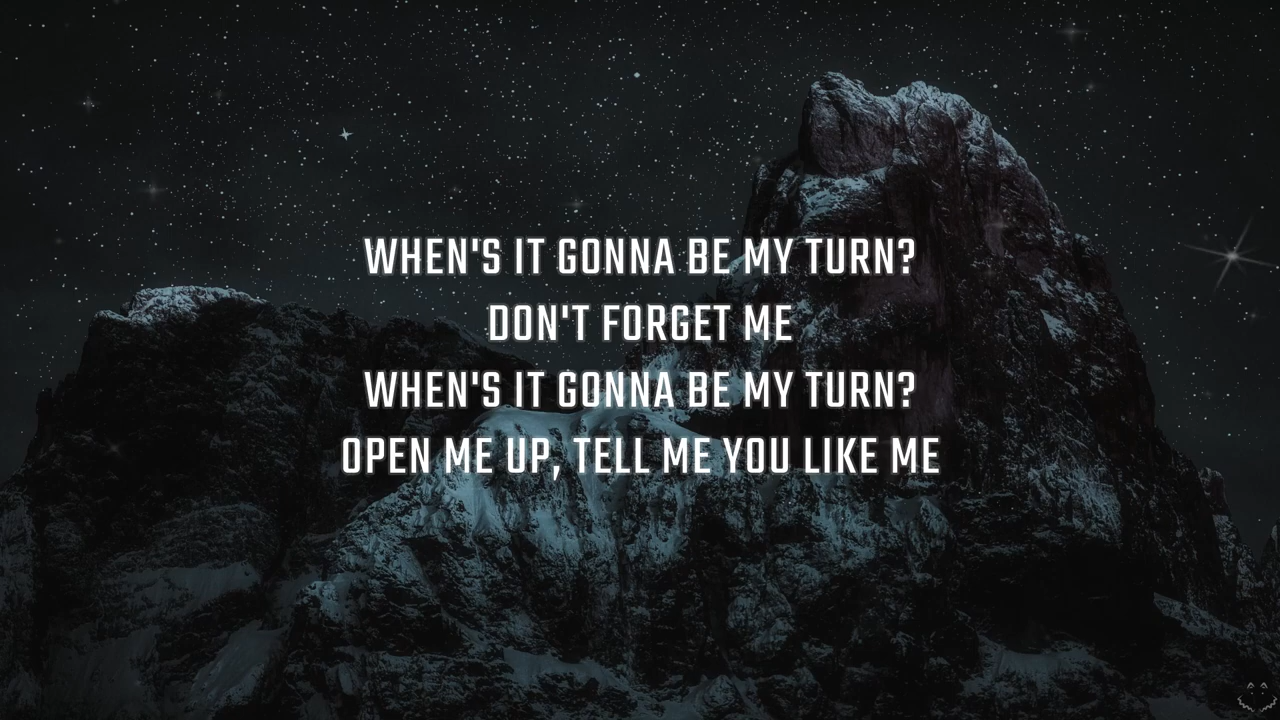 WHEN'S IT GONNA BE MY TURN?
DON'T FORGET ME
WHEN'S IT GONNA BE MY TURN?
OPEN ME UP, TELL ME YOU LIKE ME